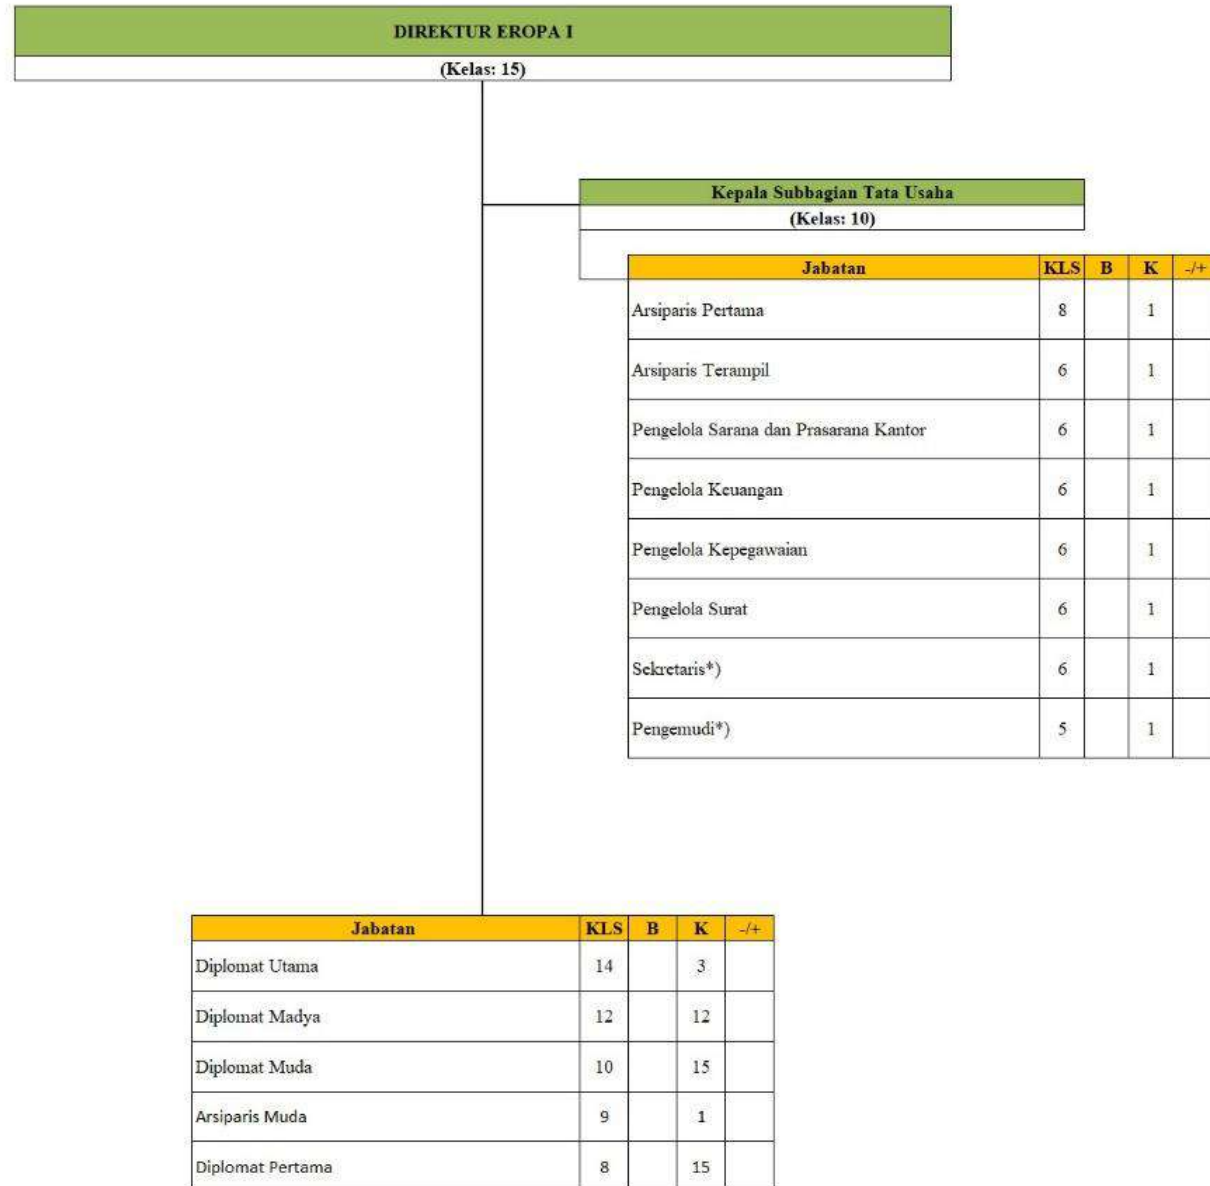 DIREKTUR EROPA I
(Kelas: 15)
Kepala Subbagian Tata Usaha
(Kelas: 10)
Jabatan KLS B K -/+
Arsiparis Pertama 8 1
Arsiparis Terampil 6 1
Pengelola Sarana dan Prasarana Kantor 6 1
Pengelola Keuangan 6 1
Pengelola Kepegawaian 6 1
Pengelola Surat 6 1
Sekretaris*) 6 1
Pengemudi*) 5 1
Jabatan KLS B K -/+
Diplomat Utama 14 3
Diplomat Madya 12 12
Diplomat Muda 10 15
Arsiparis Muda 9 1
Diplomat Pertama 8 15